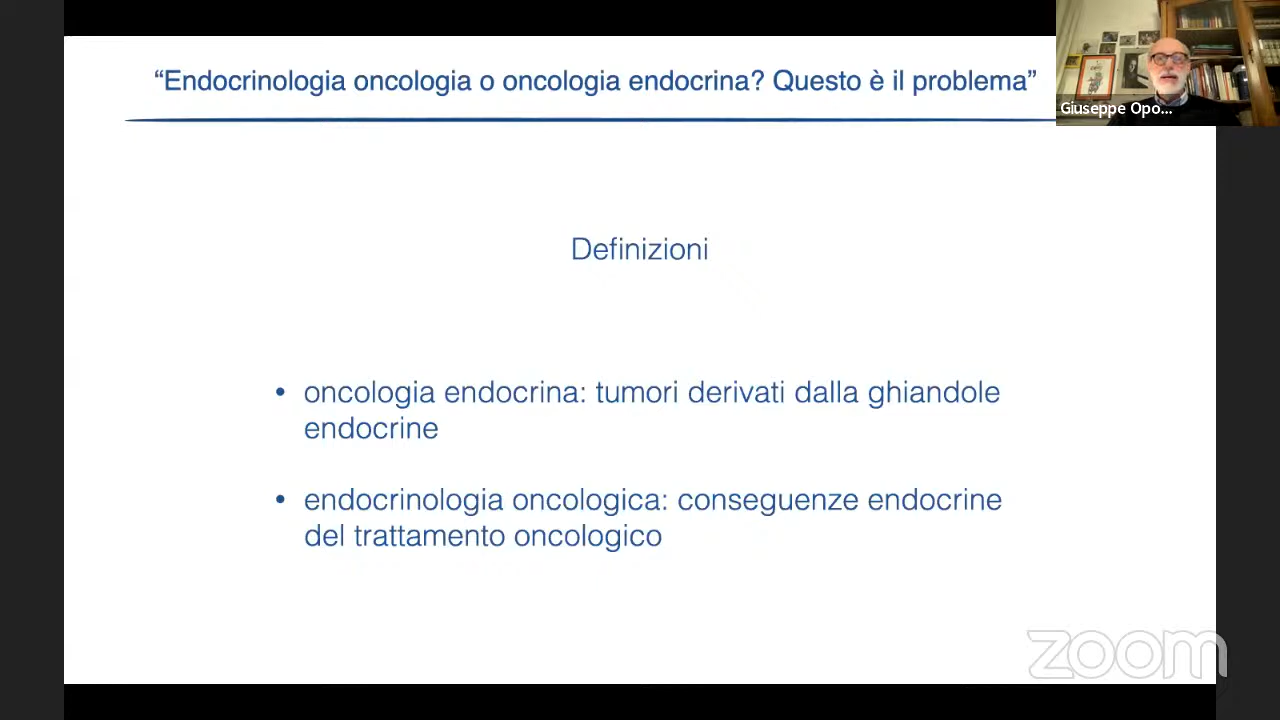 “Endocrinologia oncologia o oncologia endocrina? Questo è il problema”
Giuseppe Opo...
Definizioni
• oncologia endocrina: tumori derivati dalla ghiandole
endocrine
• endocrinologia oncologica: conseguenze endocrine
del trattamento oncologico
zoom